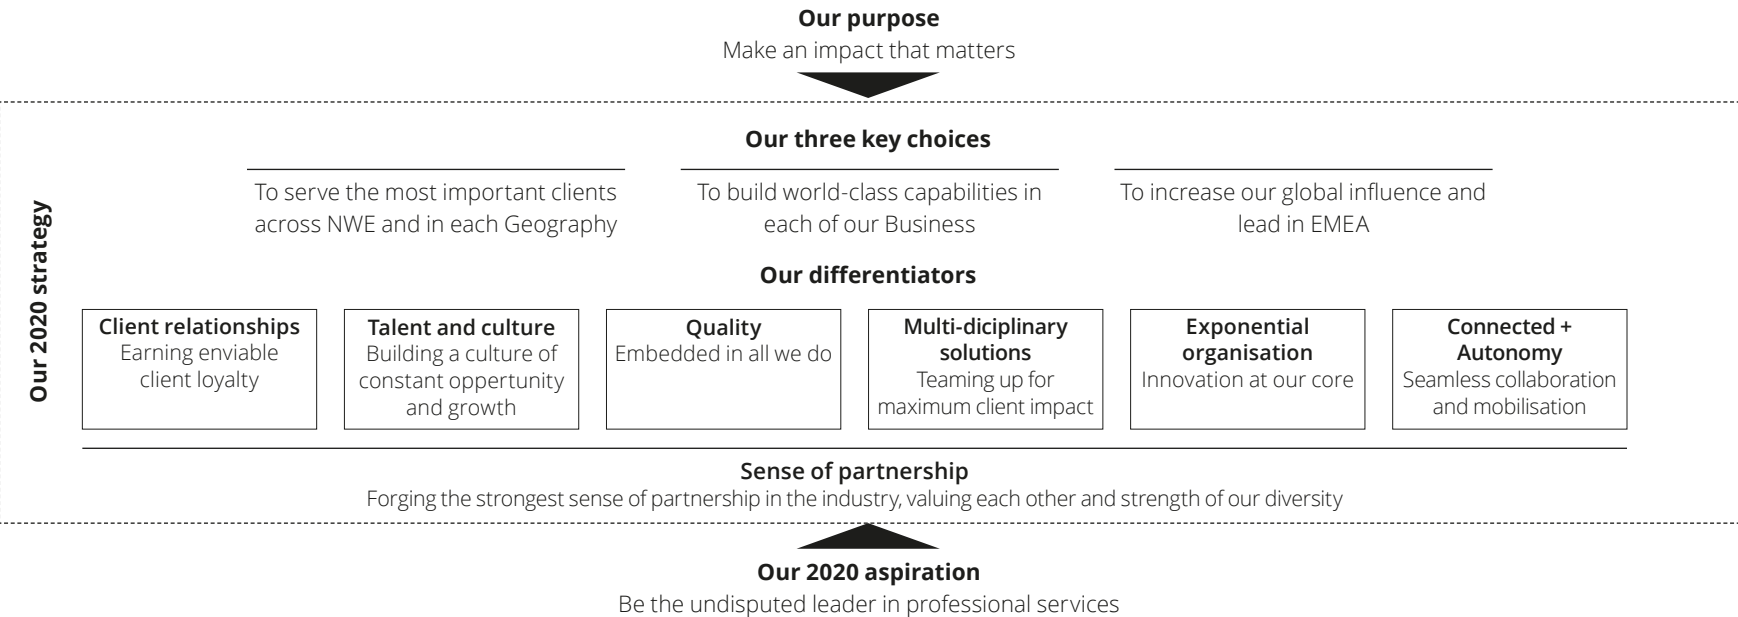 Our purpose
Make an impact that matters
Our 2020 strategy
Our three key choices
To serve the most important clients
across NWE and in each Geography
To build world-class capabilities in
each of our Business
To increase our global influence and
lead in EMEA
Our differentiators
Client relationships
Earning enviable
client loyalty
Talent and culture
Building a culture of
constant oppertunity
and growth
Quality
Embedded in all we do
Multi-diciplinary
solutions
Teaming up for
maximum client impact
Exponential
organisation
Innovation at our core
Connected +
Autonomy
Seamless collaboration
and mobilisation
Sense of partnership
Forging the strongest sense of partnership in the industry, valuing each other and strength of our diversity
Our 2020 aspiration
Be the undisputed leader in professional services